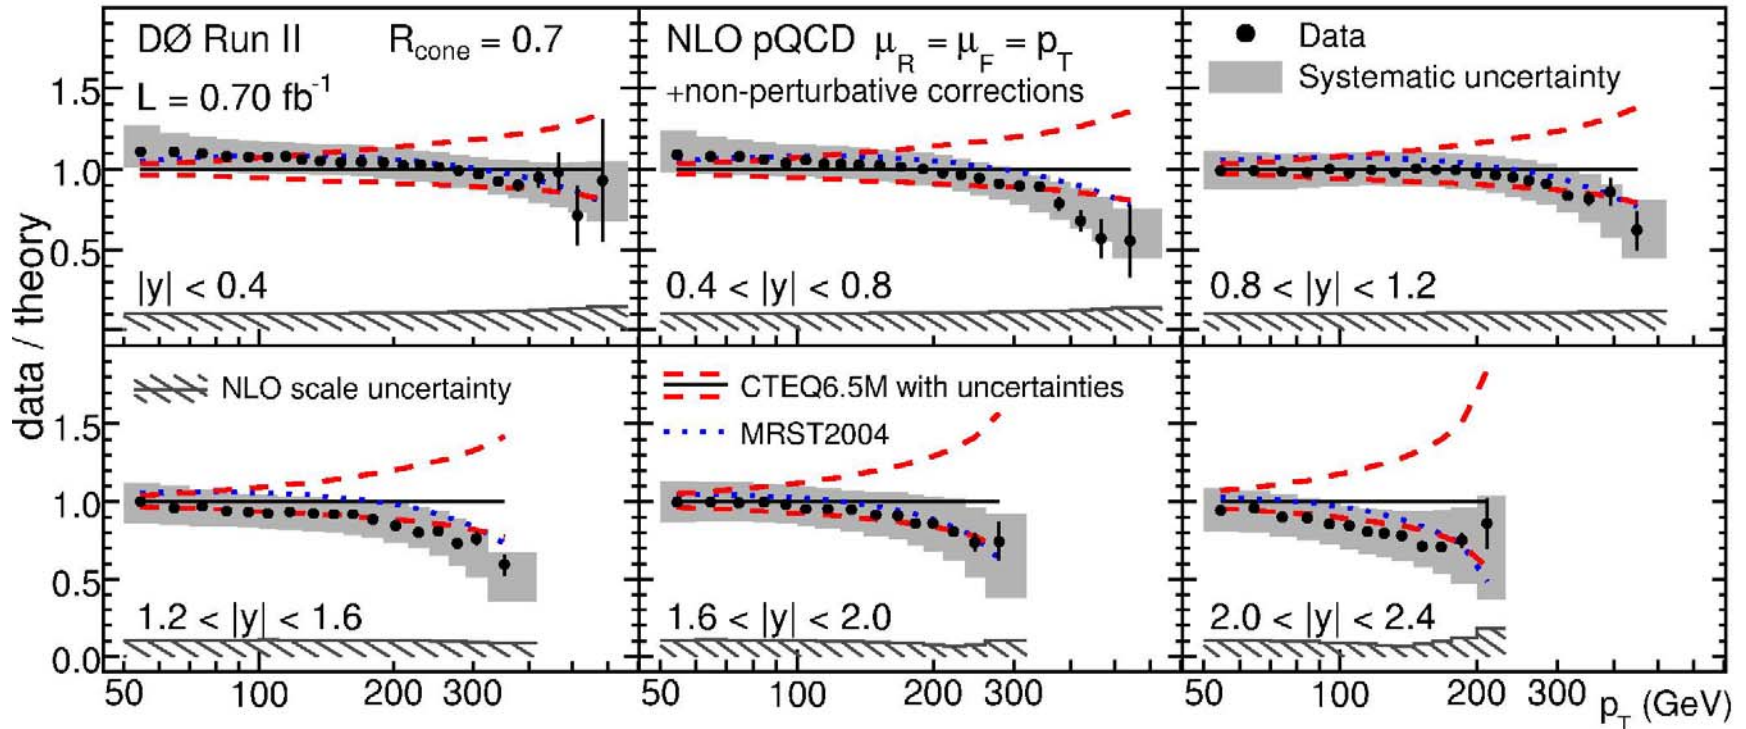 DØ Run II R_cone = 0.7
L = 0.70 fb⁻¹
|y| < 0.4
NLO pQCD μ_R = μ_F = p_T
+non-perturbative corrections
0.4 < |y| < 0.8
Data
Systematic uncertainty
0.8 < |y| < 1.2
1.5
1.0
0.5
data / theory
NLO scale uncertainty
1.2 < |y| < 1.6
CTEQ6.5M with uncertainties
MRST2004
1.6 < |y| < 2.0
2.0 < |y| < 2.4
1.5
1.0
0.5
0.0
50 100 200 300 50 100 200 300 50 100 200 300 p_T (GeV)